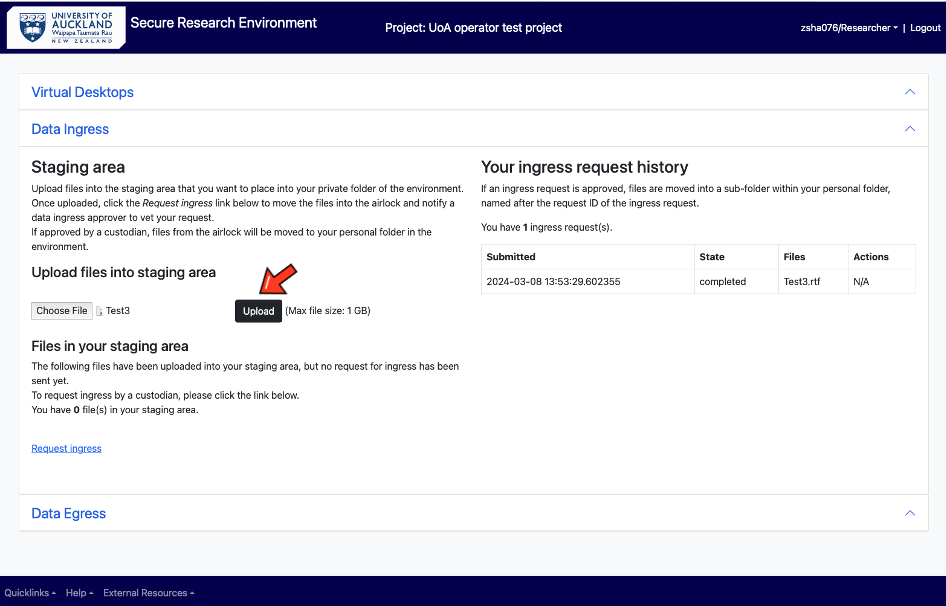 UNIVERSITY OF
AUCKLAND
Waipapa Taumata Rau
NEW ZEALAND
Secure Research Environment
Project: UoA operator test project
zsha076/Researcher | Logout
Virtual Desktops
Data Ingress
Staging area
Upload files into the staging area that you want to place into your private folder of the environment.
Once uploaded, click the Request ingress link below to move the files into the airlock and notify a
data ingress approver to vet your request.
If approved by a custodian, files from the airlock will be moved to your personal folder in the
environment.
Upload files into staging area
Choose File Test3 Upload (Max file size: 1 GB)
Files in your staging area
The following files have been uploaded into your staging area, but no request for ingress has been
sent yet.
To request ingress by a custodian, please click the link below.
You have 0 file(s) in your staging area.
Request ingress
Your ingress request history
If an ingress request is approved, files are moved into a sub-folder within your personal folder,
named after the request ID of the ingress request.
You have 1 ingress request(s).
Submitted State Files Actions
2024-03-08 13:53:29.602355 completed Test3.rtf N/A
Data Egress
Quicklinks Help External Resources